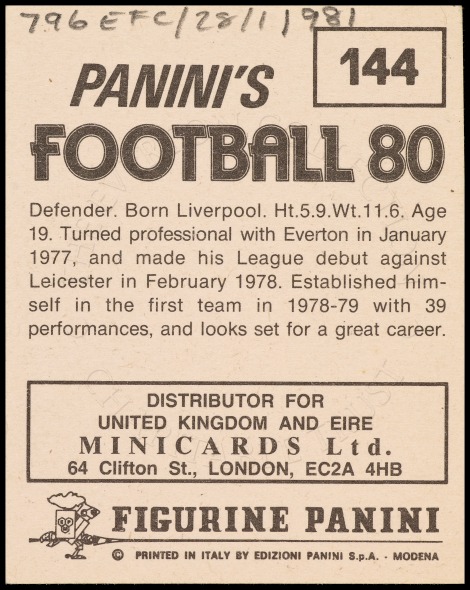 796 EFC/28/1/981
144
PANINI'S
FOOTBALL 80
Defender. Born Liverpool. Ht.5.9.Wt.11.6. Age
19. Turned professional with Everton in January
1977, and made his League debut against
Leicester in February 1978. Established him-
self in the first team in 1978-79 with 39
performances, and looks set for a great career.
DISTRIBUTOR FOR
UNITED KINGDOM AND EIRE
MINICARDS Ltd.
64 Clifton St., LONDON, EC2A 4HB
FIGURINE PANINI
© PRINTED IN ITALY BY EDIZIONI PANINI S.p.A. - MODENA